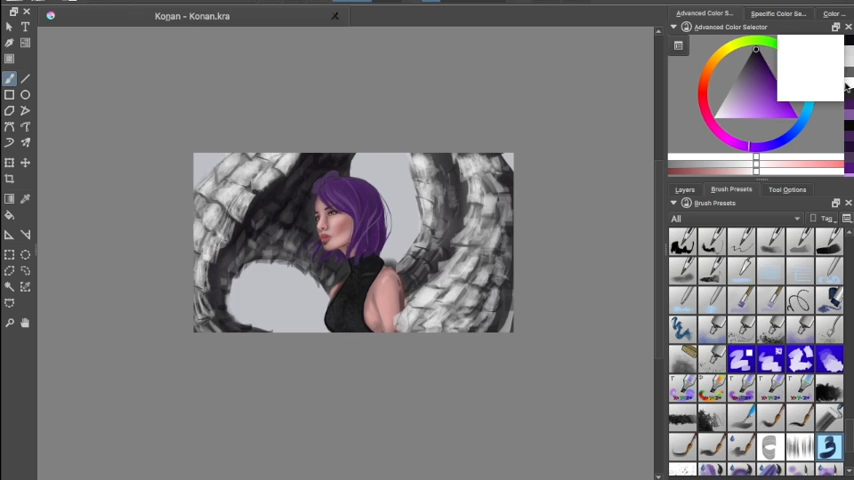 Konan - Konan.kra
Advanced Color S...
Specific Color Se...
Color ...
Advanced Color Selector
Layers
Brush Presets
Tool Options
Brush Presets
All
Tag